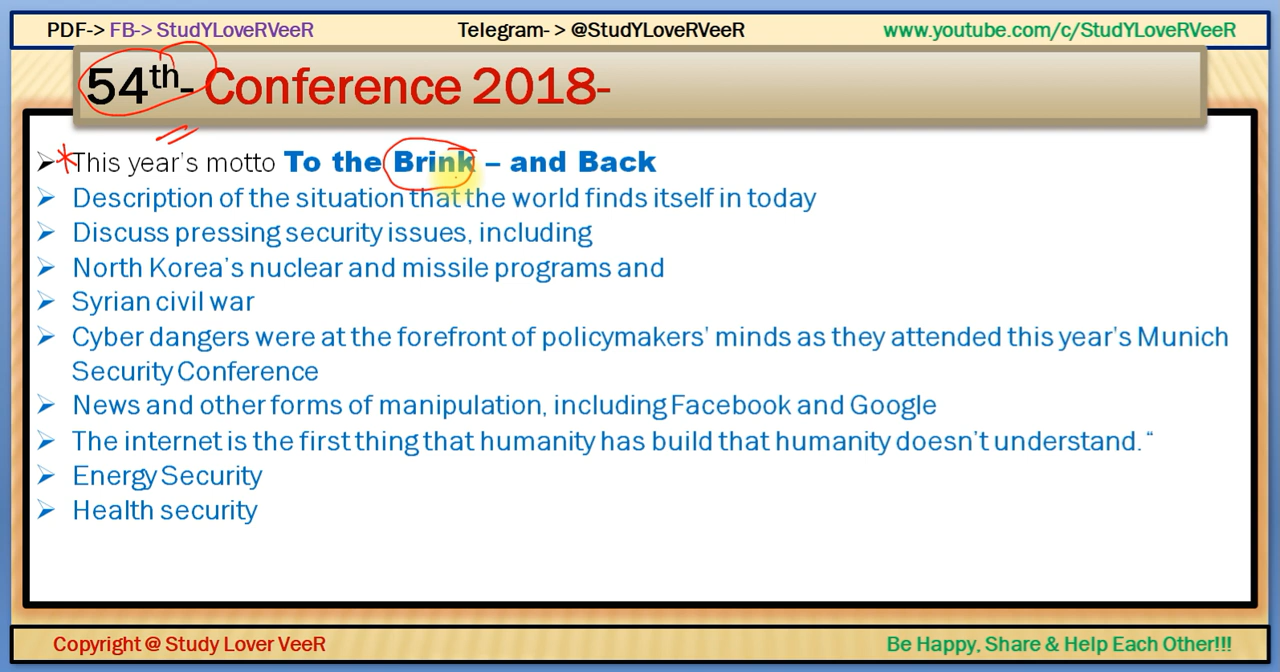 PDF-> FB-> StudYLoveRVeeR Telegram- > @StudYLoveRVeeR www.youtube.com/c/StudYLoveRVeeR
54th- Conference 2018-
This year's motto To the Brink – and Back
Description of the situation that the world finds itself in today
Discuss pressing security issues, including
North Korea's nuclear and missile programs and
Syrian civil war
Cyber dangers were at the forefront of policymakers' minds as they attended this year's Munich
Security Conference
News and other forms of manipulation, including Facebook and Google
The internet is the first thing that humanity has build that humanity doesn't understand. “
Energy Security
Health security
Copyright @ Study Lover VeeR Be Happy, Share & Help Each Other!!!